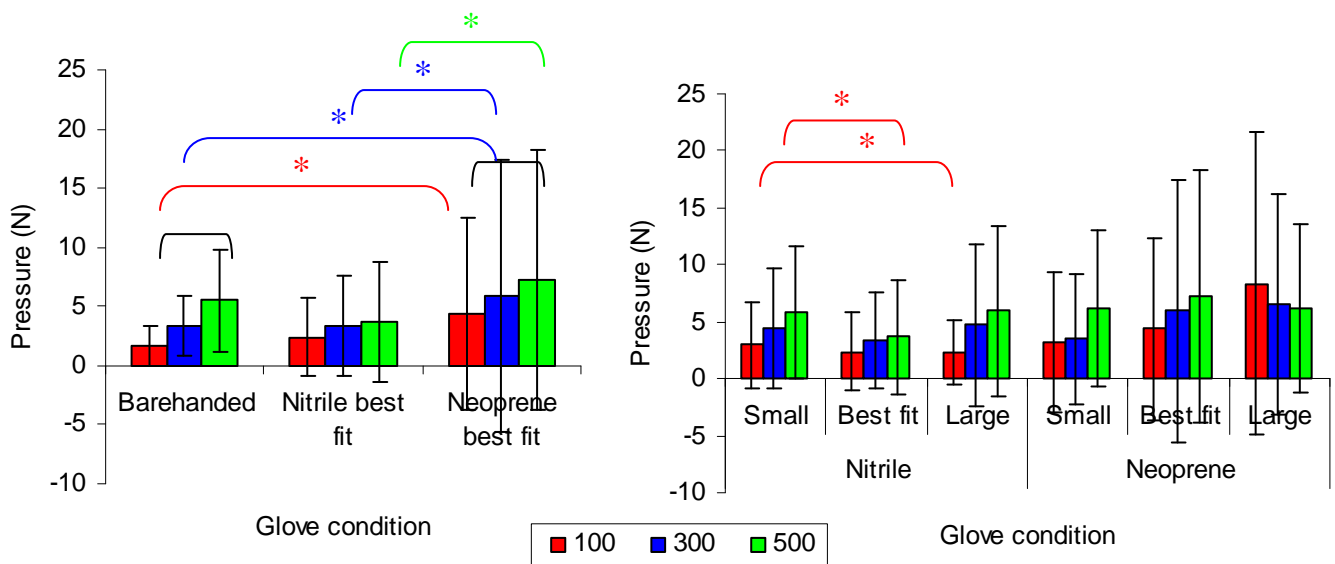 *
*
*
*
25
20
15
10
5
0
-5
-10
Pressure (N)
Barehanded
Nitrile best
fit
Neoprene
best fit
Glove condition
*
*
25
20
15
10
5
0
-5
-10
Pressure (N)
Small
Best fit
Large
Small
Best fit
Large
Nitrile
Neoprene
Glove condition
100
300
500